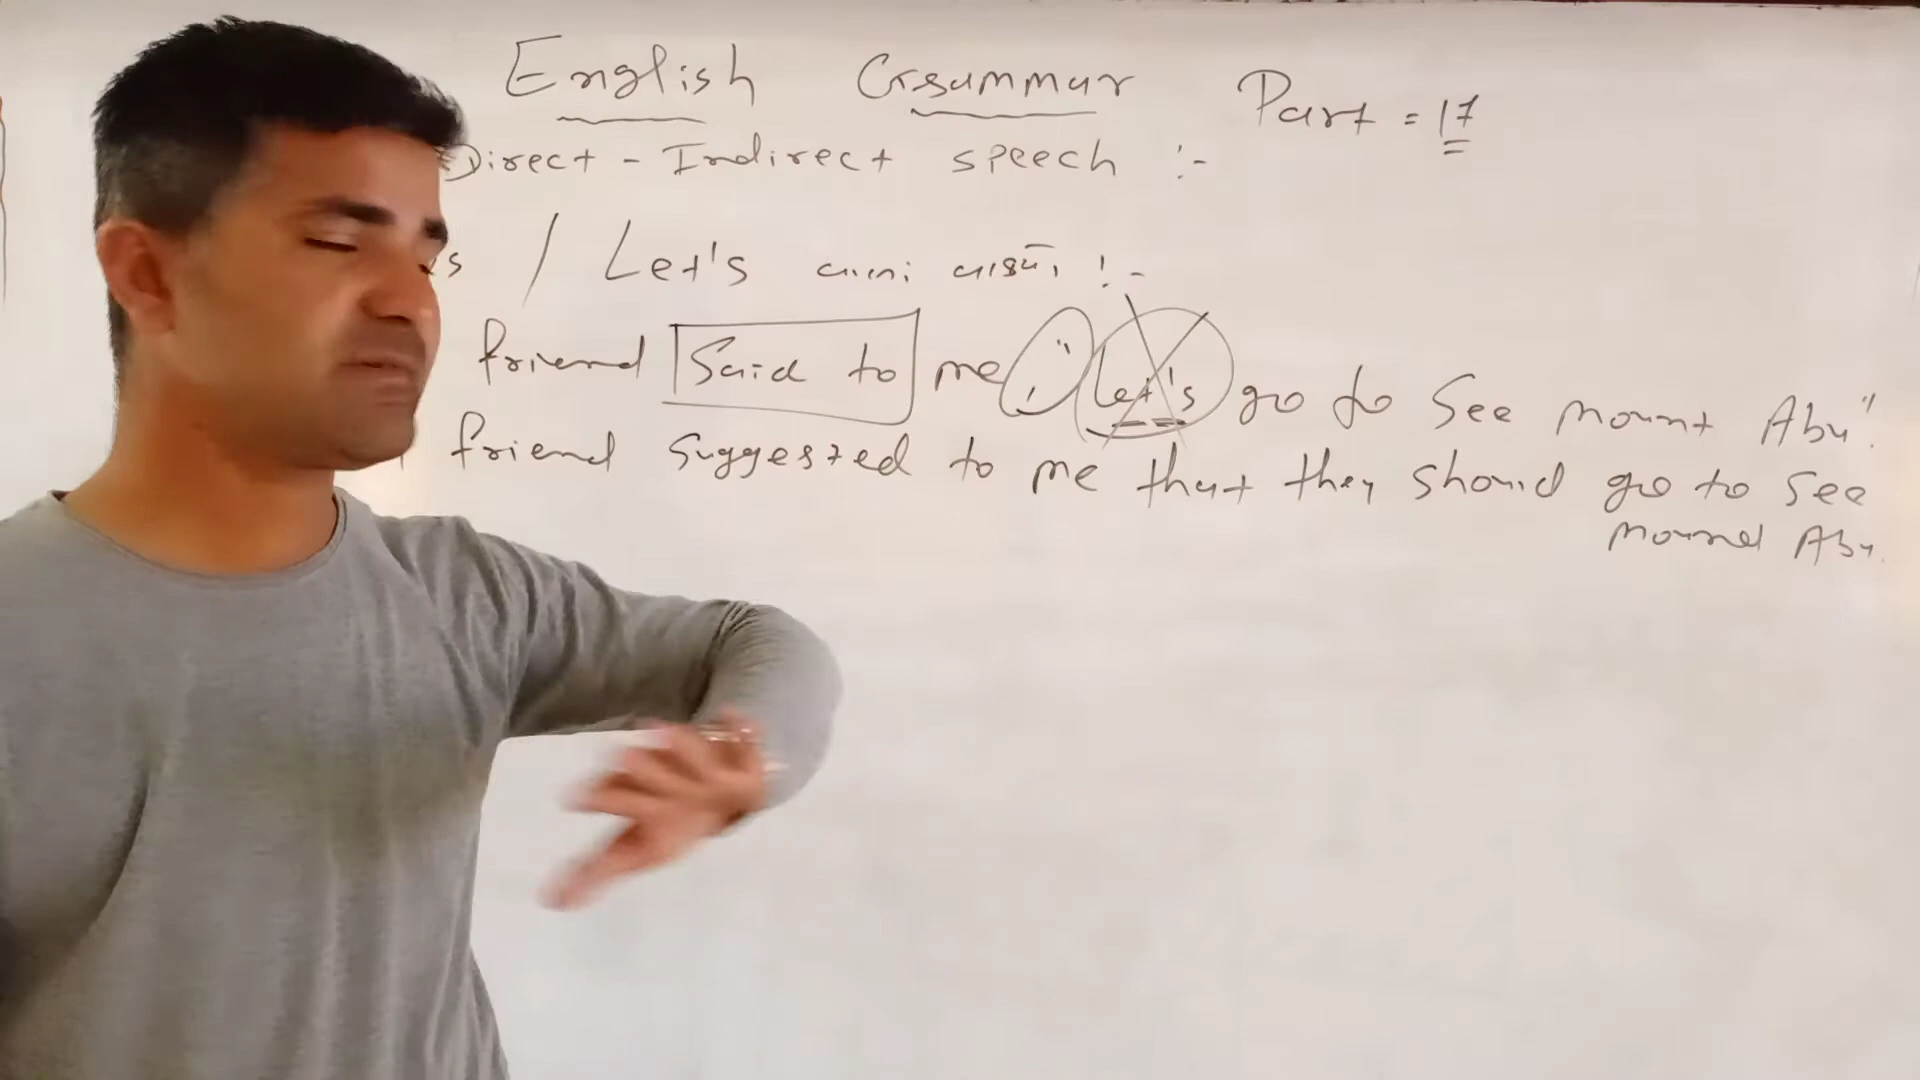 English Grammar Part = 17
Direct - Indirect speech :-
s / Let's वाले वाक्य :-
friend Said to me, "Let's go to See mount Abu".
friend suggested to me that they should go to see
mount Abu.